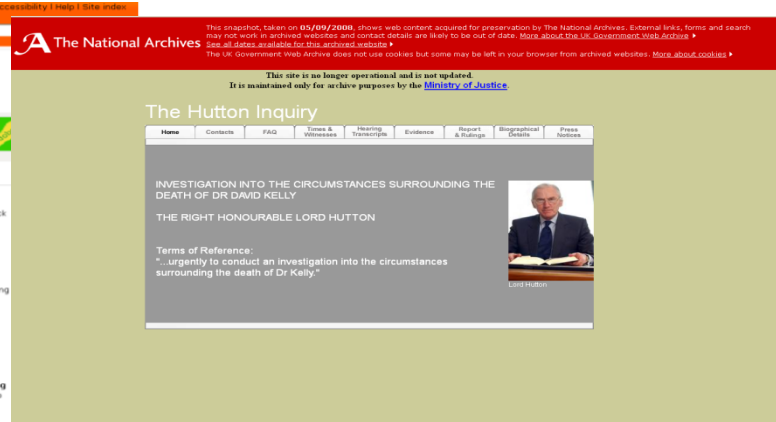 ccessibility I Help I Site index
The National Archives
This snapshot, taken on 05/09/2008, shows web content acquired for preservation by The National Archives. External links, forms and search
may not work in archived websites and contact details are likely to be out of date. More about the UK Government Web Archive
See all dates available for this archived website
The UK Government Web Archive does not use cookies but some may be left in your browser from archived websites. More about cookies
This site is no longer operational and is not updated.
It is maintained only for archive purposes by the Ministry of Justice.
The Hutton Inquiry
Home Contacts FAQ Times & Witnesses Hearing Transcripts Evidence Report & Rulings Biographical Details Press Notices
INVESTIGATION INTO THE CIRCUMSTANCES SURROUNDING THE
DEATH OF DR DAVID KELLY
THE RIGHT HONOURABLE LORD HUTTON
Terms of Reference:
"...urgently to conduct an investigation into the circumstances
surrounding the death of Dr Kelly."
Lord Hutton
ck
ng
g